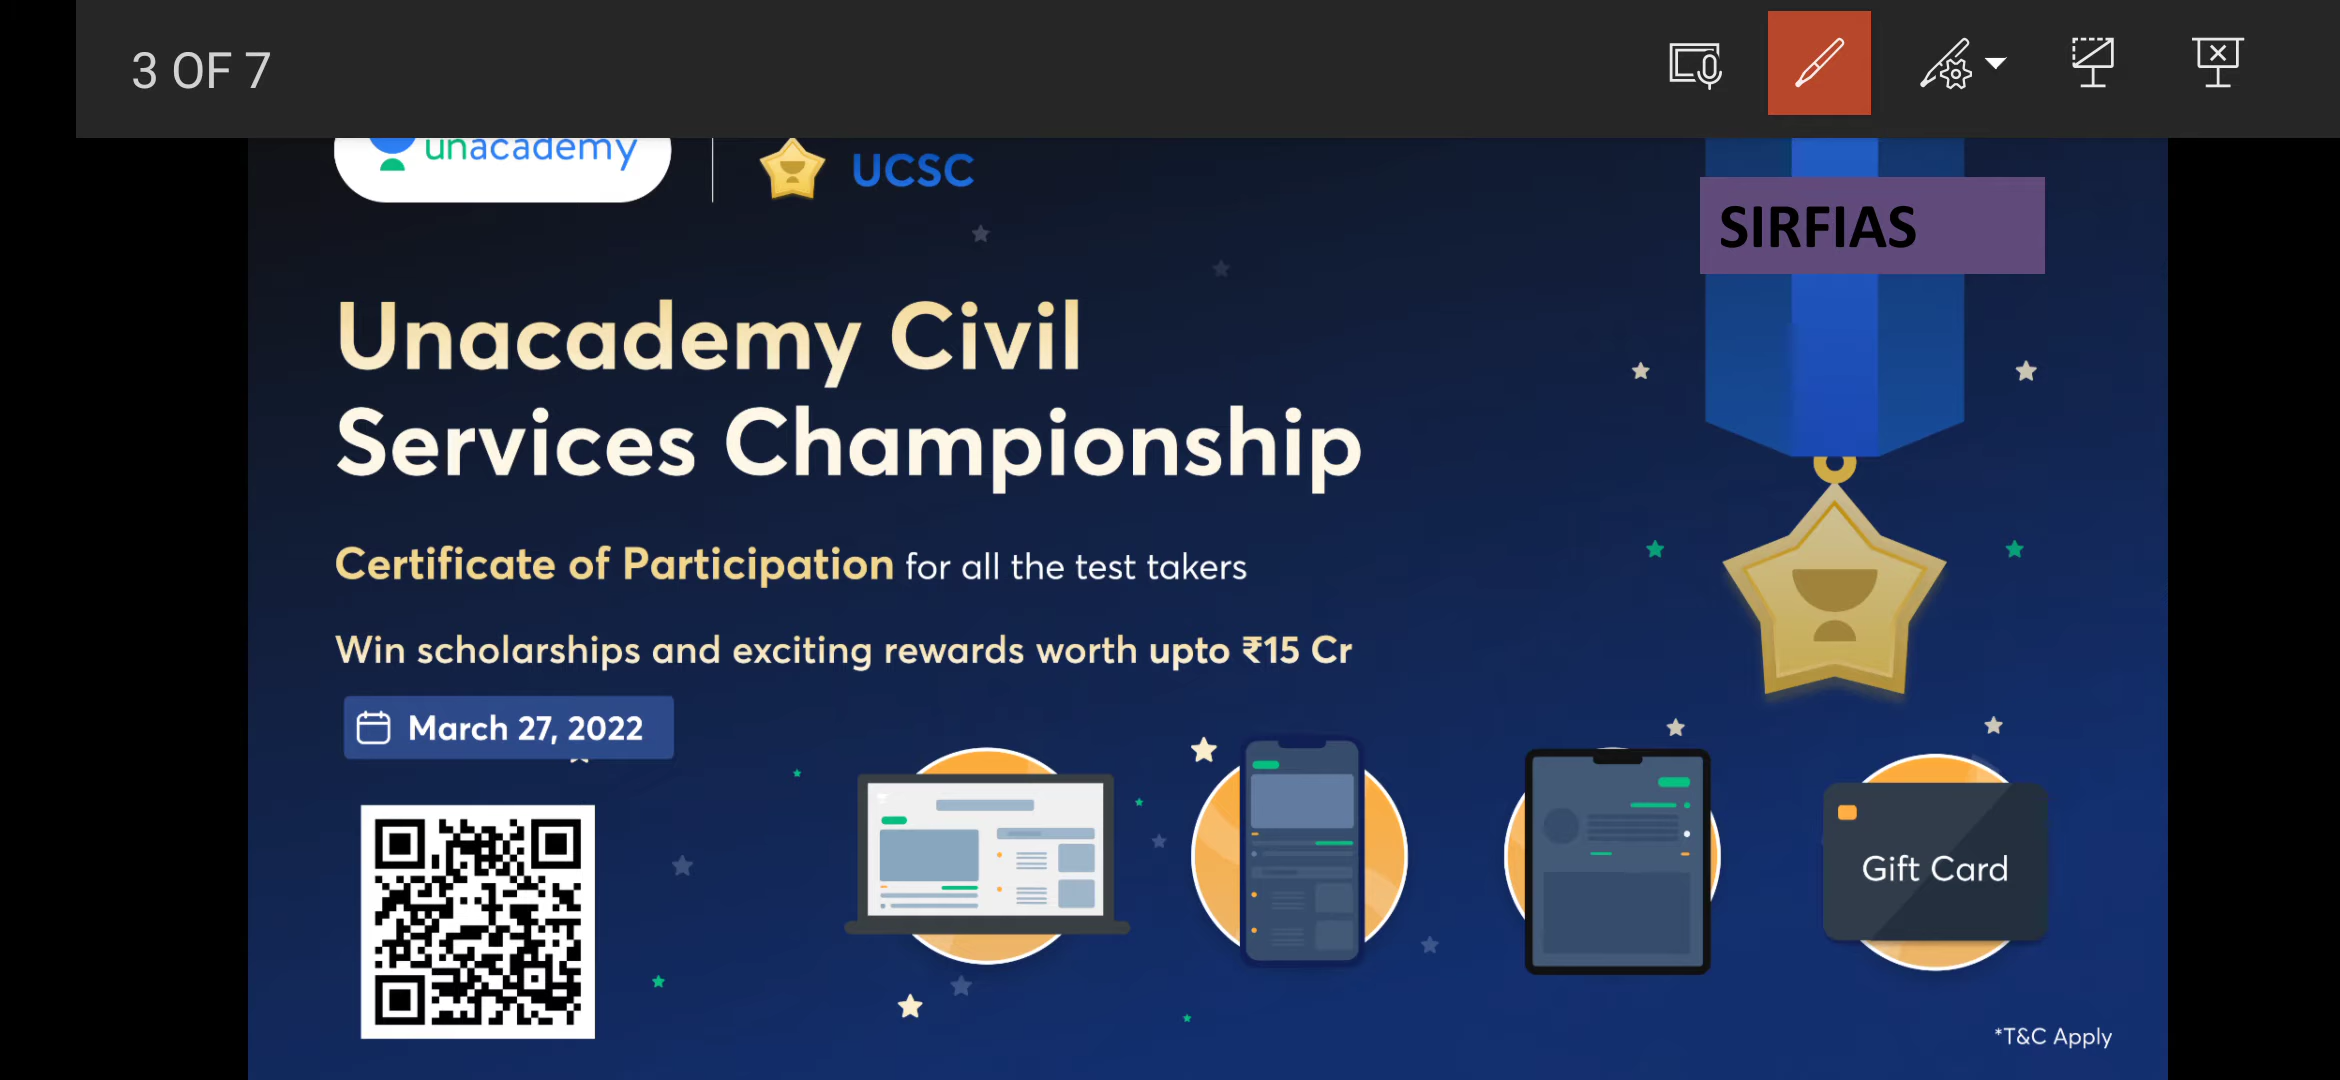 3 OF 7
unacademy
UCSC
SIRFIAS
Unacademy Civil
Services Championship
Certificate of Participation for all the test takers
Win scholarships and exciting rewards worth upto ₹15 Cr
March 27, 2022
Gift Card
*T&C Apply